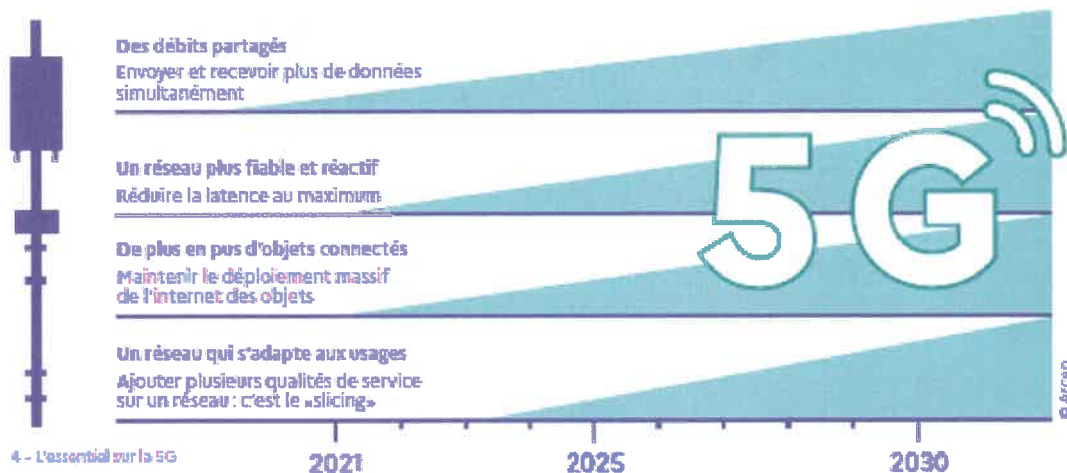 Des débits partagés
Envoyer et recevoir plus de données
simultanément
Un réseau plus fiable et réactif
Réduire la latence au maximum
De plus en pus d'objets connectés
Maintenir le déploiement massif
de l'internet des objets
Un réseau qui s'adapte aux usages
Ajouter plusieurs qualités de service
sur un réseau : c'est le «slicing»
5G
© Arcep
2021
2025
2030
4 - L'essentiel sur la 5G